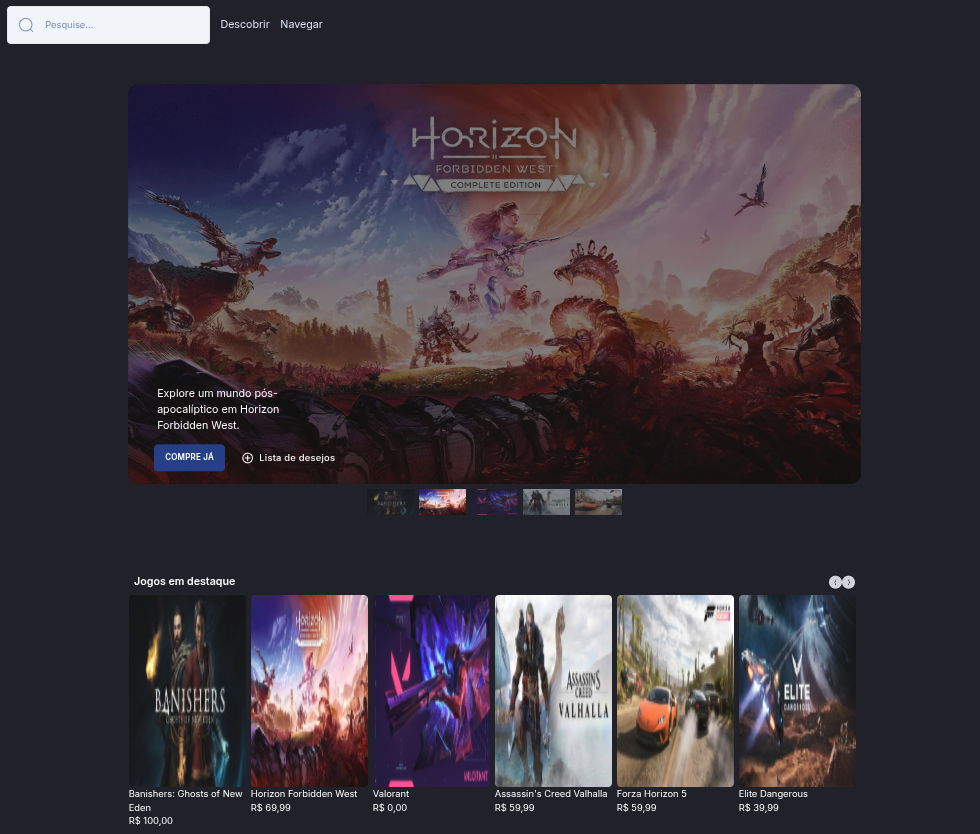 Pesquise...
Descobrir
Navegar
HORIZON
FORBIDDEN WEST
COMPLETE EDITION
Explore um mundo pós-
apocalíptico em Horizon
Forbidden West.
COMPRE JÁ
Lista de desejos
Jogos em destaque
BANISHERS
GHOSTS OF NEW EDEN
HORIZON
VALORANT
ASSASSIN'S
CREED
VALHALLA
FORZA
HORIZON
ELITE
DANGEROUS
Banishers: Ghosts of New
Eden
R$ 100,00
Horizon Forbidden West
R$ 69,99
Valorant
R$ 0,00
Assassin's Creed Valhalla
R$ 59,99
Forza Horizon 5
R$ 59,99
Elite Dangerous
R$ 39,99